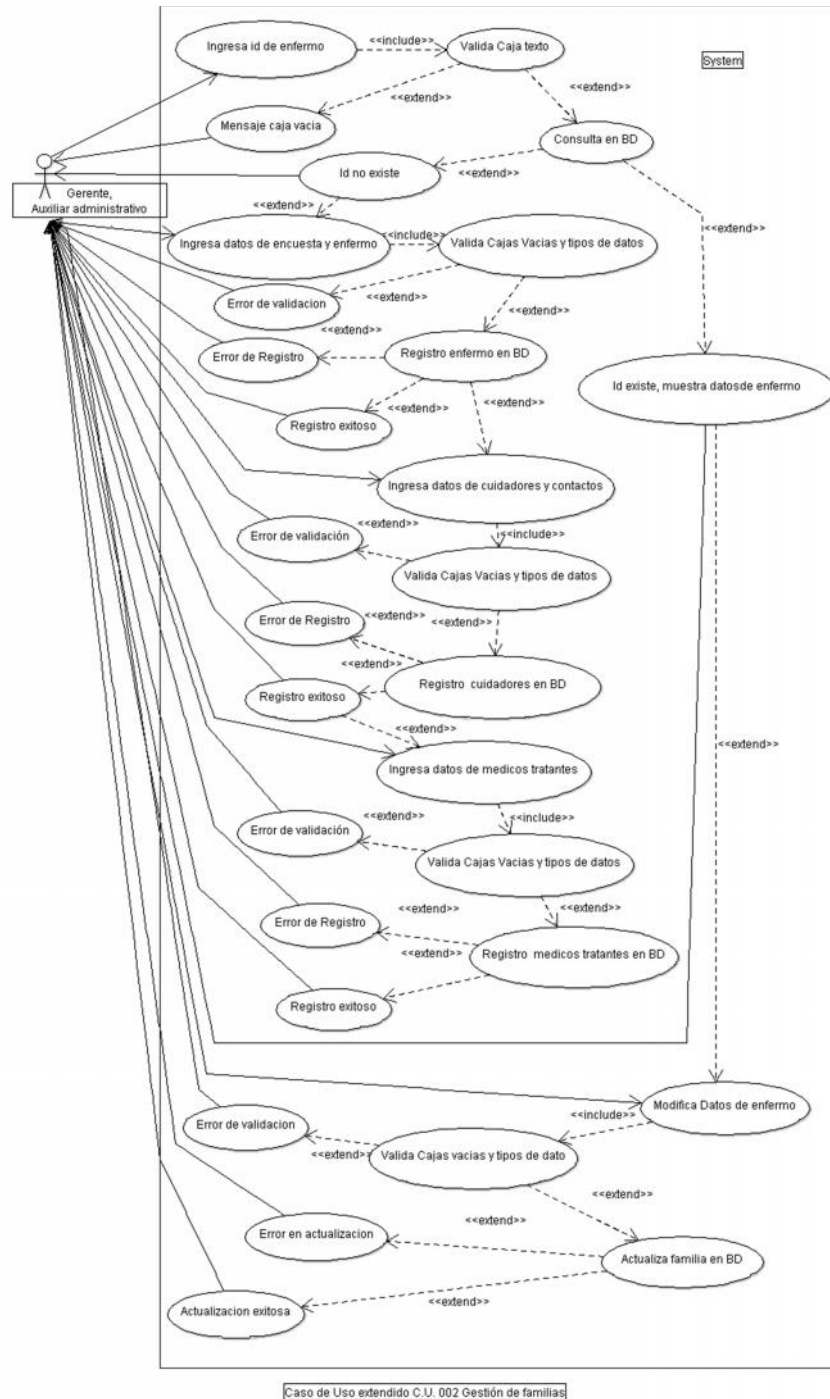 Ingresa id de enfermo
<<include>>
Valida Caja texto
System
<<extend>>
<<extend>>
Mensaje caja vacia
Consulta en BD
Id no existe
<<extend>>
Gerente,
Auxiliar administrativo
<<extend>>
<<include>>
<<extend>>
Ingresa datos de encuesta y enfermo
Valida Cajas Vacias y tipos de datos
<<extend>>
<<extend>>
Error de validacion
<<extend>>
Error de Registro
Registro enfermo en BD
Id existe, muestra datosde enfermo
<<extend>>
<<extend>>
Registro exitoso
Ingresa datos de cuidadores y contactos
<<extend>>
<<include>>
Error de validación
Valida Cajas Vacias y tipos de datos
<<extend>>
<<extend>>
Error de Registro
<<extend>>
Registro cuidadores en BD
Registro exitoso
<<extend>>
<<extend>>
Ingresa datos de medicos tratantes
<<extend>>
<<include>>
Error de validación
Valida Cajas Vacias y tipos de datos
<<extend>>
<<extend>>
Error de Registro
<<extend>>
Registro medicos tratantes en BD
Registro exitoso
Modifica Datos de enfermo
<<include>>
Error de validacion
<<extend>>
Valida Cajas vacias y tipos de dato
<<extend>>
<<extend>>
Error en actualizacion
Actualiza familia en BD
<<extend>>
Actualizacion exitosa
Caso de Uso extendido C.U. 002 Gestión de familias